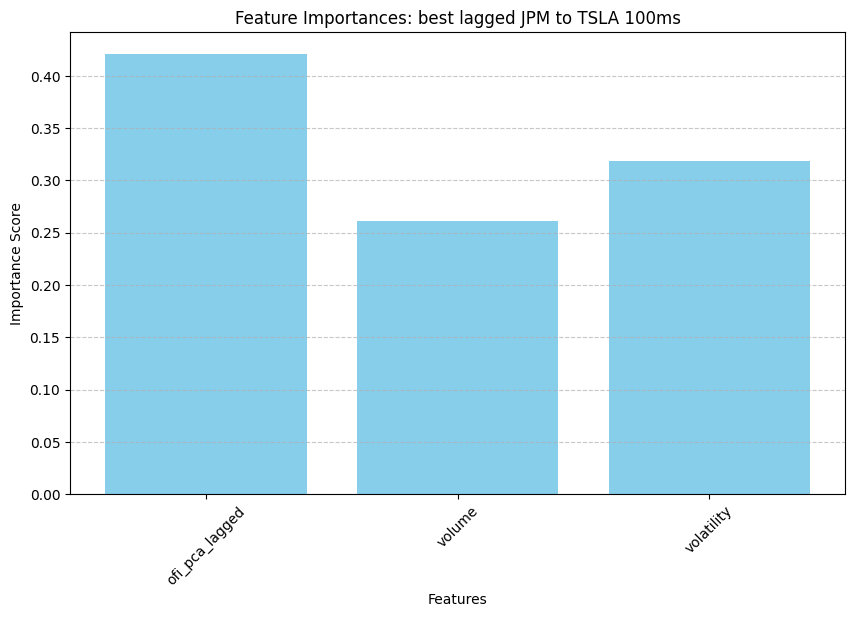 Feature Importances: best lagged JPM to TSLA 100ms
Importance Score
0.40
0.35
0.30
0.25
0.20
0.15
0.10
0.05
0.00
ofi_pca_lagged
volume
volatility
Features